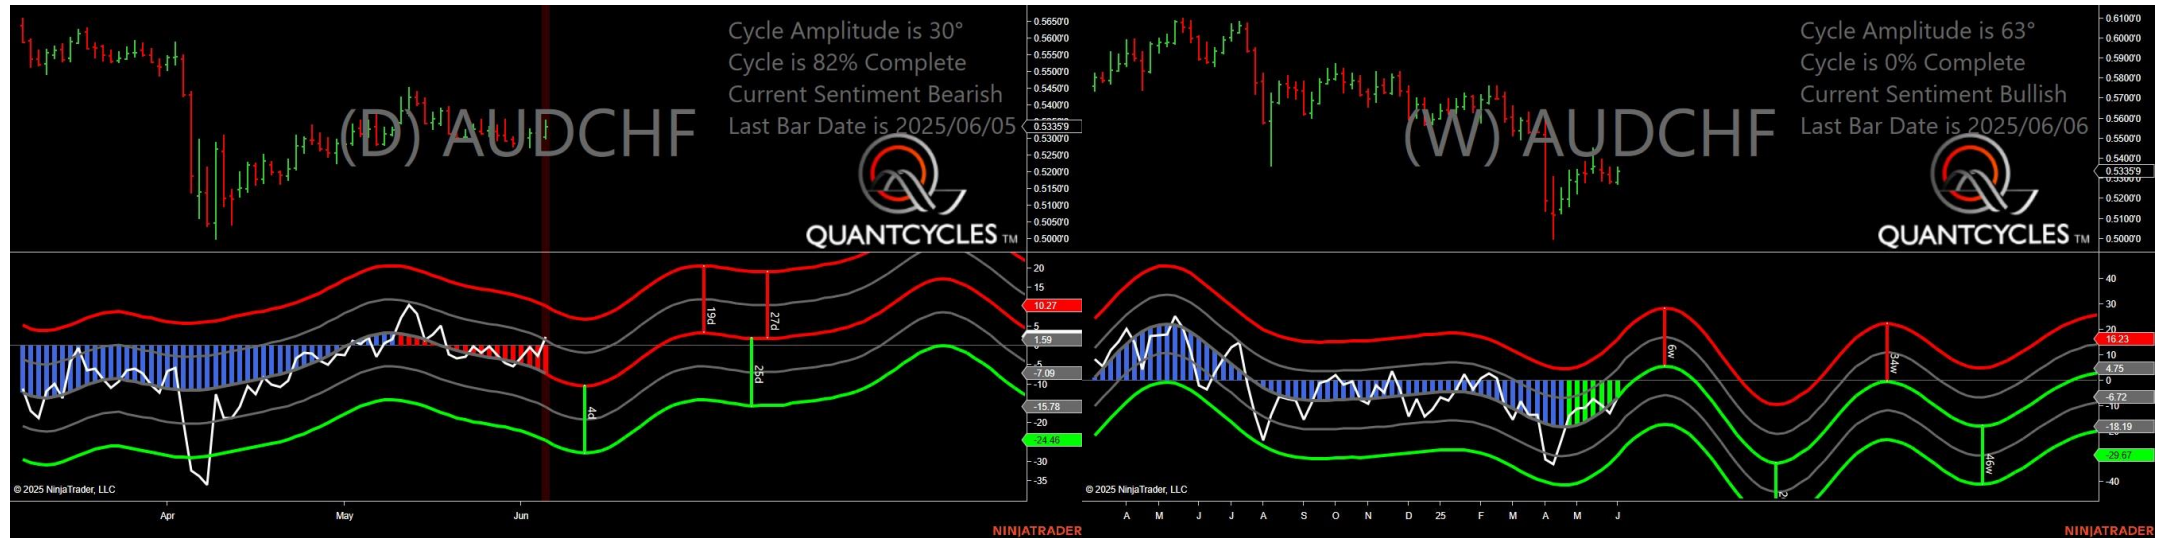 Cycle Amplitude is 30°
Cycle is 82% Complete
Current Sentiment Bearish
Last Bar Date is 2025/06/05
(D) AUDCHF
QUANTCYCLES TM
0.5650'0
0.5600'0
0.5500'0
0.5450'0
0.5400'0
0.5335'9
0.5300'0
0.5250'0
0.5200'0
0.5150'0
0.5100'0
0.5050'0
0.5000'0
20
15
10.27
5
1.59
-5
-7.09
-10
-15.78
-20
-24.46
-30
-35
19d
27d
25d
4d
© 2025 NinjaTrader, LLC
Apr
May
Jun
NINJATRADER
Cycle Amplitude is 63°
Cycle is 0% Complete
Current Sentiment Bullish
Last Bar Date is 2025/06/06
(W) AUDCHF
QUANTCYCLES TM
0.6100'0
0.6000'0
0.5900'0
0.5800'0
0.5700'0
0.5600'0
0.5500'0
0.5400'0
0.5335'9
0.5200'0
0.5100'0
0.5000'0
40
30
20
16.23
10
4.75
0
-6.72
-10
-18.19
-29.67
-40
6w
34w
46w
2
© 2025 NinjaTrader, LLC
A M J J A S O N D 25 F M A M J
NINJATRADER